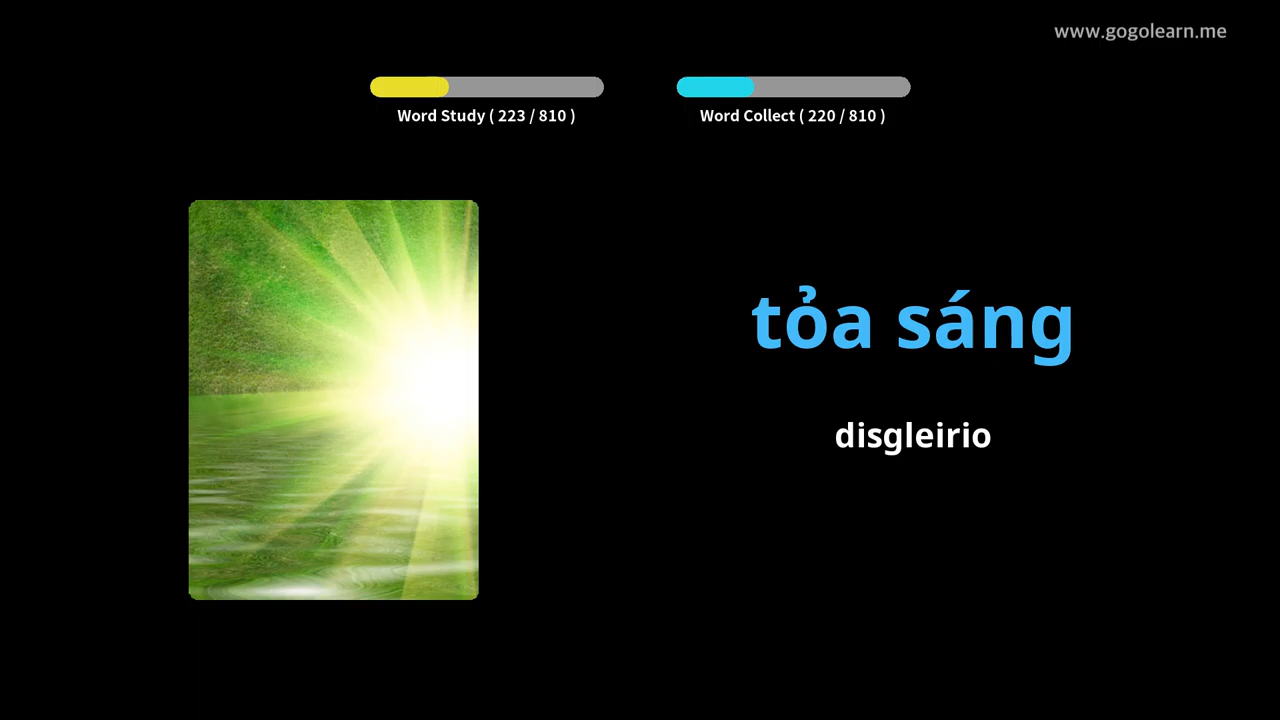 www.gogolearn.me
Word Study ( 223 / 810 )
Word Collect ( 220 / 810 )
tỏa sáng
disgleirio